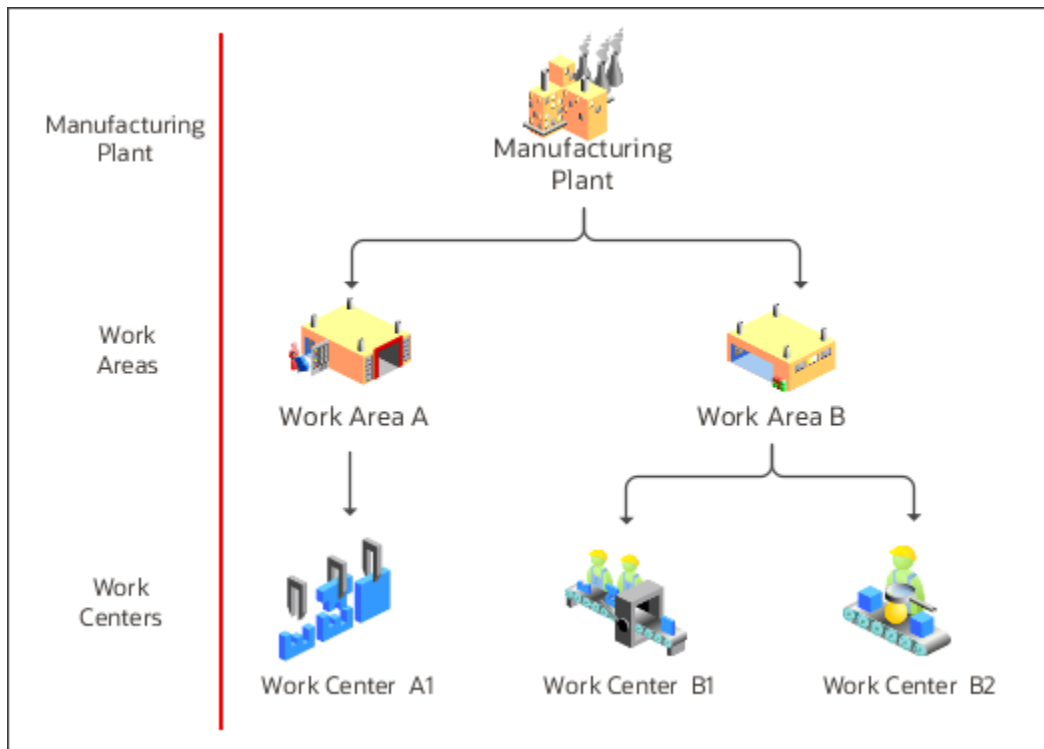 Manufacturing
Plant
Manufacturing
Plant
Work
Areas
Work Area A
Work Area B
Work
Centers
Work Center A1
Work Center B1
Work Center B2